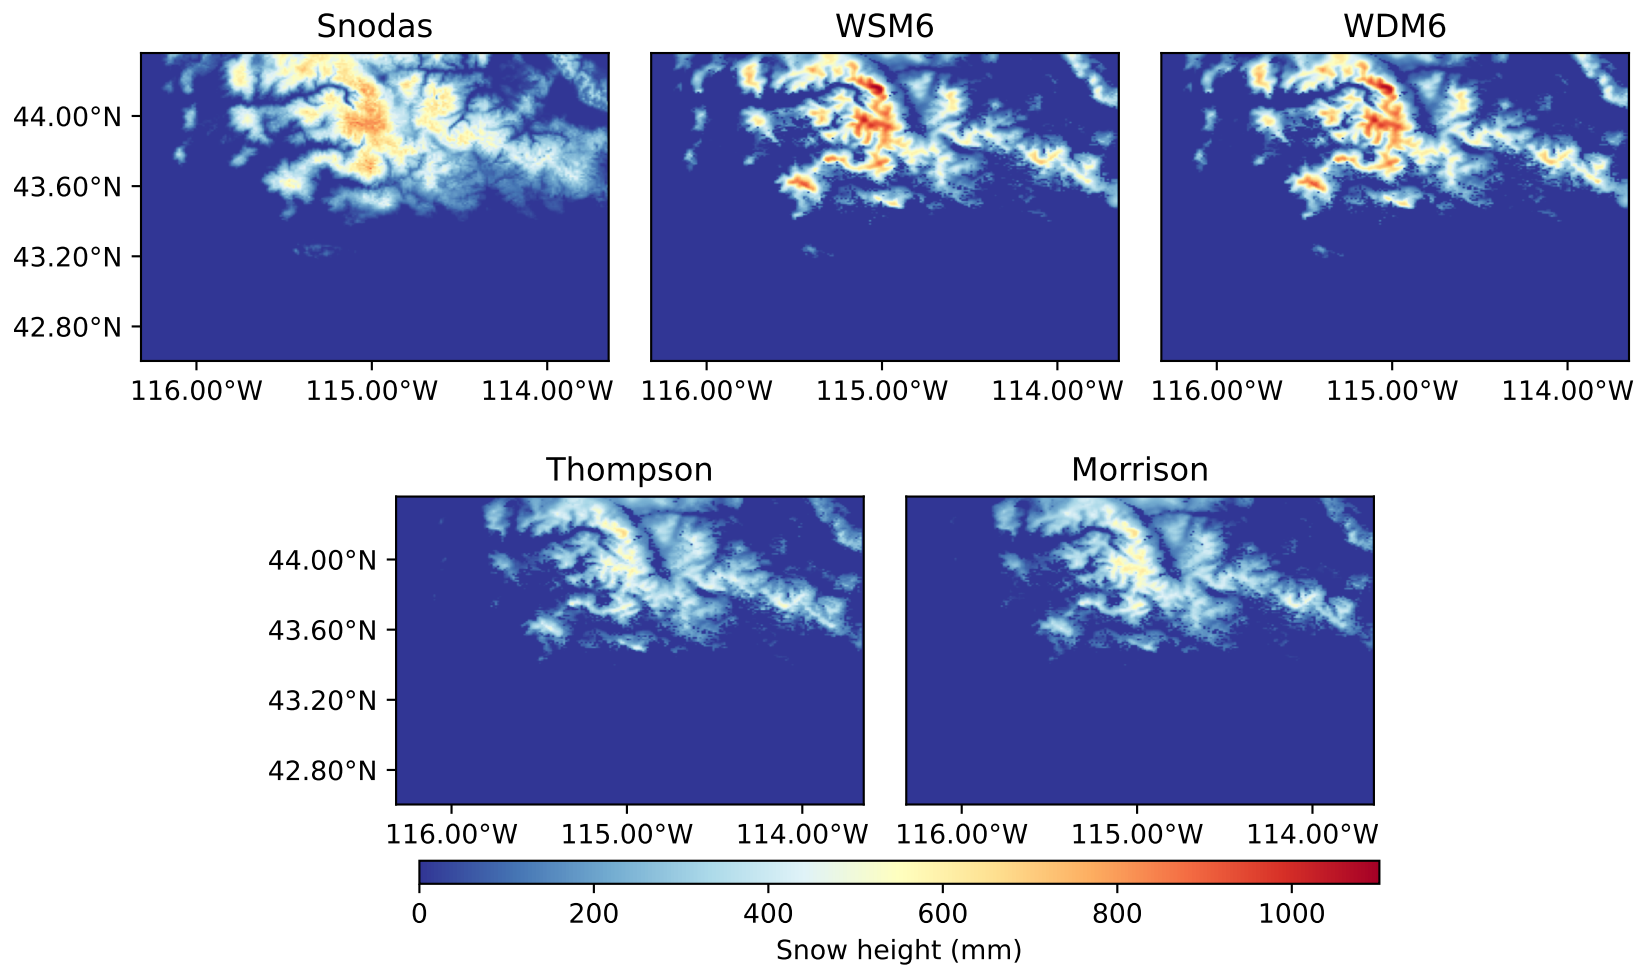 Snodas WSM6 WDM6
44.00°N
43.60°N
43.20°N
42.80°N
116.00°W 115.00°W 114.00°W 116.00°W 115.00°W 114.00°W 116.00°W 115.00°W 114.00°W
Thompson Morrison
44.00°N
43.60°N
43.20°N
42.80°N
116.00°W 115.00°W 114.00°W 116.00°W 115.00°W 114.00°W
0 200 400 600 800 1000
Snow height (mm)